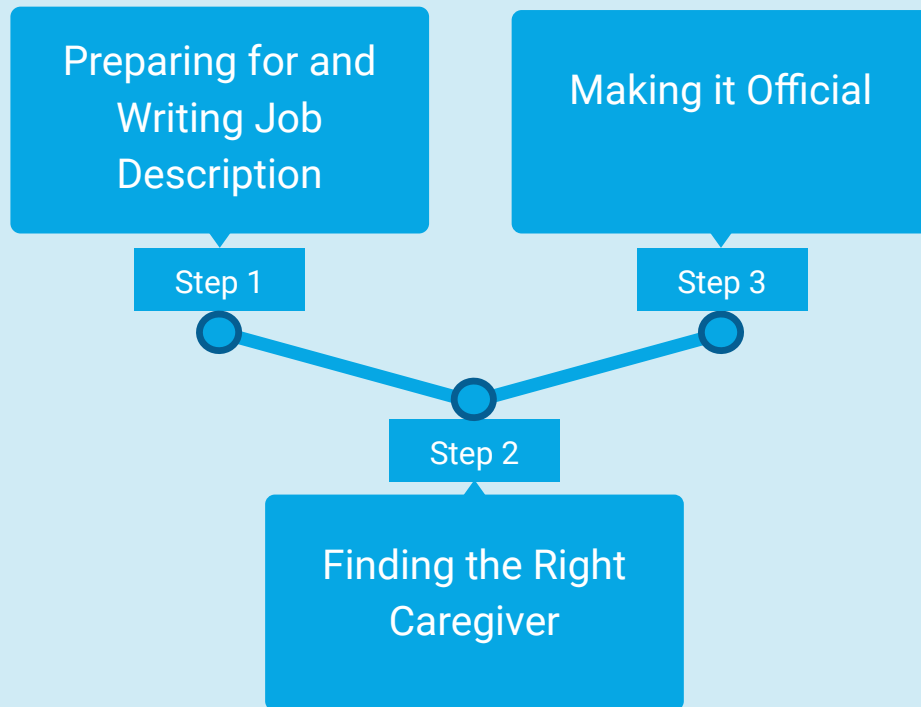 Preparing for and
Writing Job
Description
Step 1
Step 2
Finding the Right
Caregiver
Making it Official
Step 3